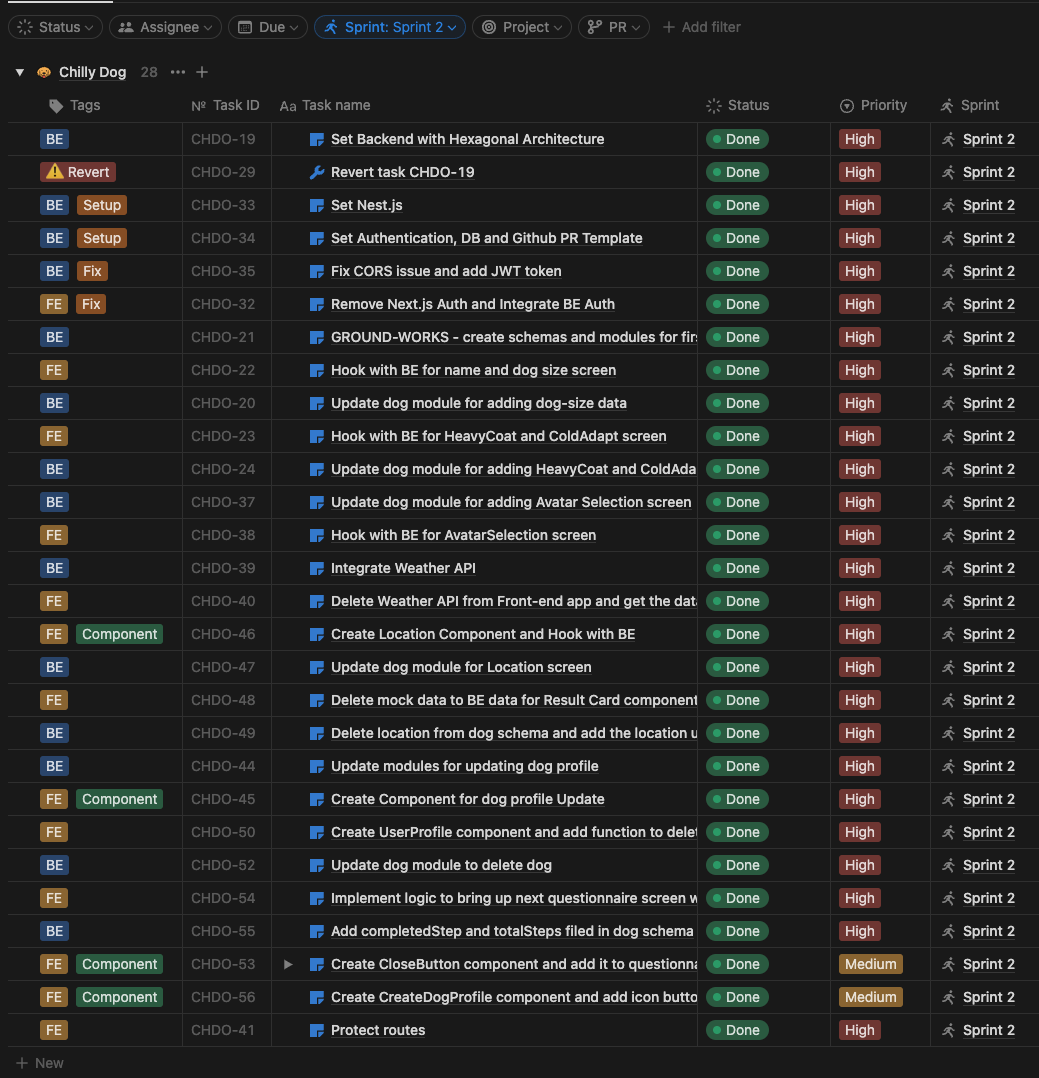 Status Assignee Due Sprint: Sprint 2 Project PR + Add filter
Chilly Dog 28 ••• +
Tags Nº Task ID Aa Task name Status Priority Sprint
BE CHDO-19 Set Backend with Hexagonal Architecture Done High Sprint 2
Revert CHDO-29 Revert task CHDO-19 Done High Sprint 2
BE Setup CHDO-33 Set Nest.js Done High Sprint 2
BE Setup CHDO-34 Set Authentication, DB and Github PR Template Done High Sprint 2
BE Fix CHDO-35 Fix CORS issue and add JWT token Done High Sprint 2
FE Fix CHDO-32 Remove Next.js Auth and Integrate BE Auth Done High Sprint 2
BE CHDO-21 GROUND-WORKS - create schemas and modules for firs Done High Sprint 2
FE CHDO-22 Hook with BE for name and dog size screen Done High Sprint 2
BE CHDO-20 Update dog module for adding dog-size data Done High Sprint 2
FE CHDO-23 Hook with BE for HeavyCoat and ColdAdapt screen Done High Sprint 2
BE CHDO-24 Update dog module for adding HeavyCoat and ColdAda Done High Sprint 2
BE CHDO-37 Update dog module for adding Avatar Selection screen Done High Sprint 2
FE CHDO-38 Hook with BE for AvatarSelection screen Done High Sprint 2
BE CHDO-39 Integrate Weather API Done High Sprint 2
FE CHDO-40 Delete Weather API from Front-end app and get the data Done High Sprint 2
FE Component CHDO-46 Create Location Component and Hook with BE Done High Sprint 2
BE CHDO-47 Update dog module for Location screen Done High Sprint 2
FE CHDO-48 Delete mock data to BE data for Result Card component Done High Sprint 2
BE CHDO-49 Delete location from dog schema and add the location u Done High Sprint 2
BE CHDO-44 Update modules for updating dog profile Done High Sprint 2
FE Component CHDO-45 Create Component for dog profile Update Done High Sprint 2
FE CHDO-50 Create UserProfile component and add function to delet Done High Sprint 2
BE CHDO-52 Update dog module to delete dog Done High Sprint 2
FE CHDO-54 Implement logic to bring up next questionnaire screen w Done High Sprint 2
BE CHDO-55 Add completedStep and totalSteps filed in dog schema Done High Sprint 2
FE Component CHDO-53 Create CloseButton component and add it to questionna Done Medium Sprint 2
FE Component CHDO-56 Create CreateDogProfile component and add icon butto Done Medium Sprint 2
FE CHDO-41 Protect routes Done High Sprint 2
+ New